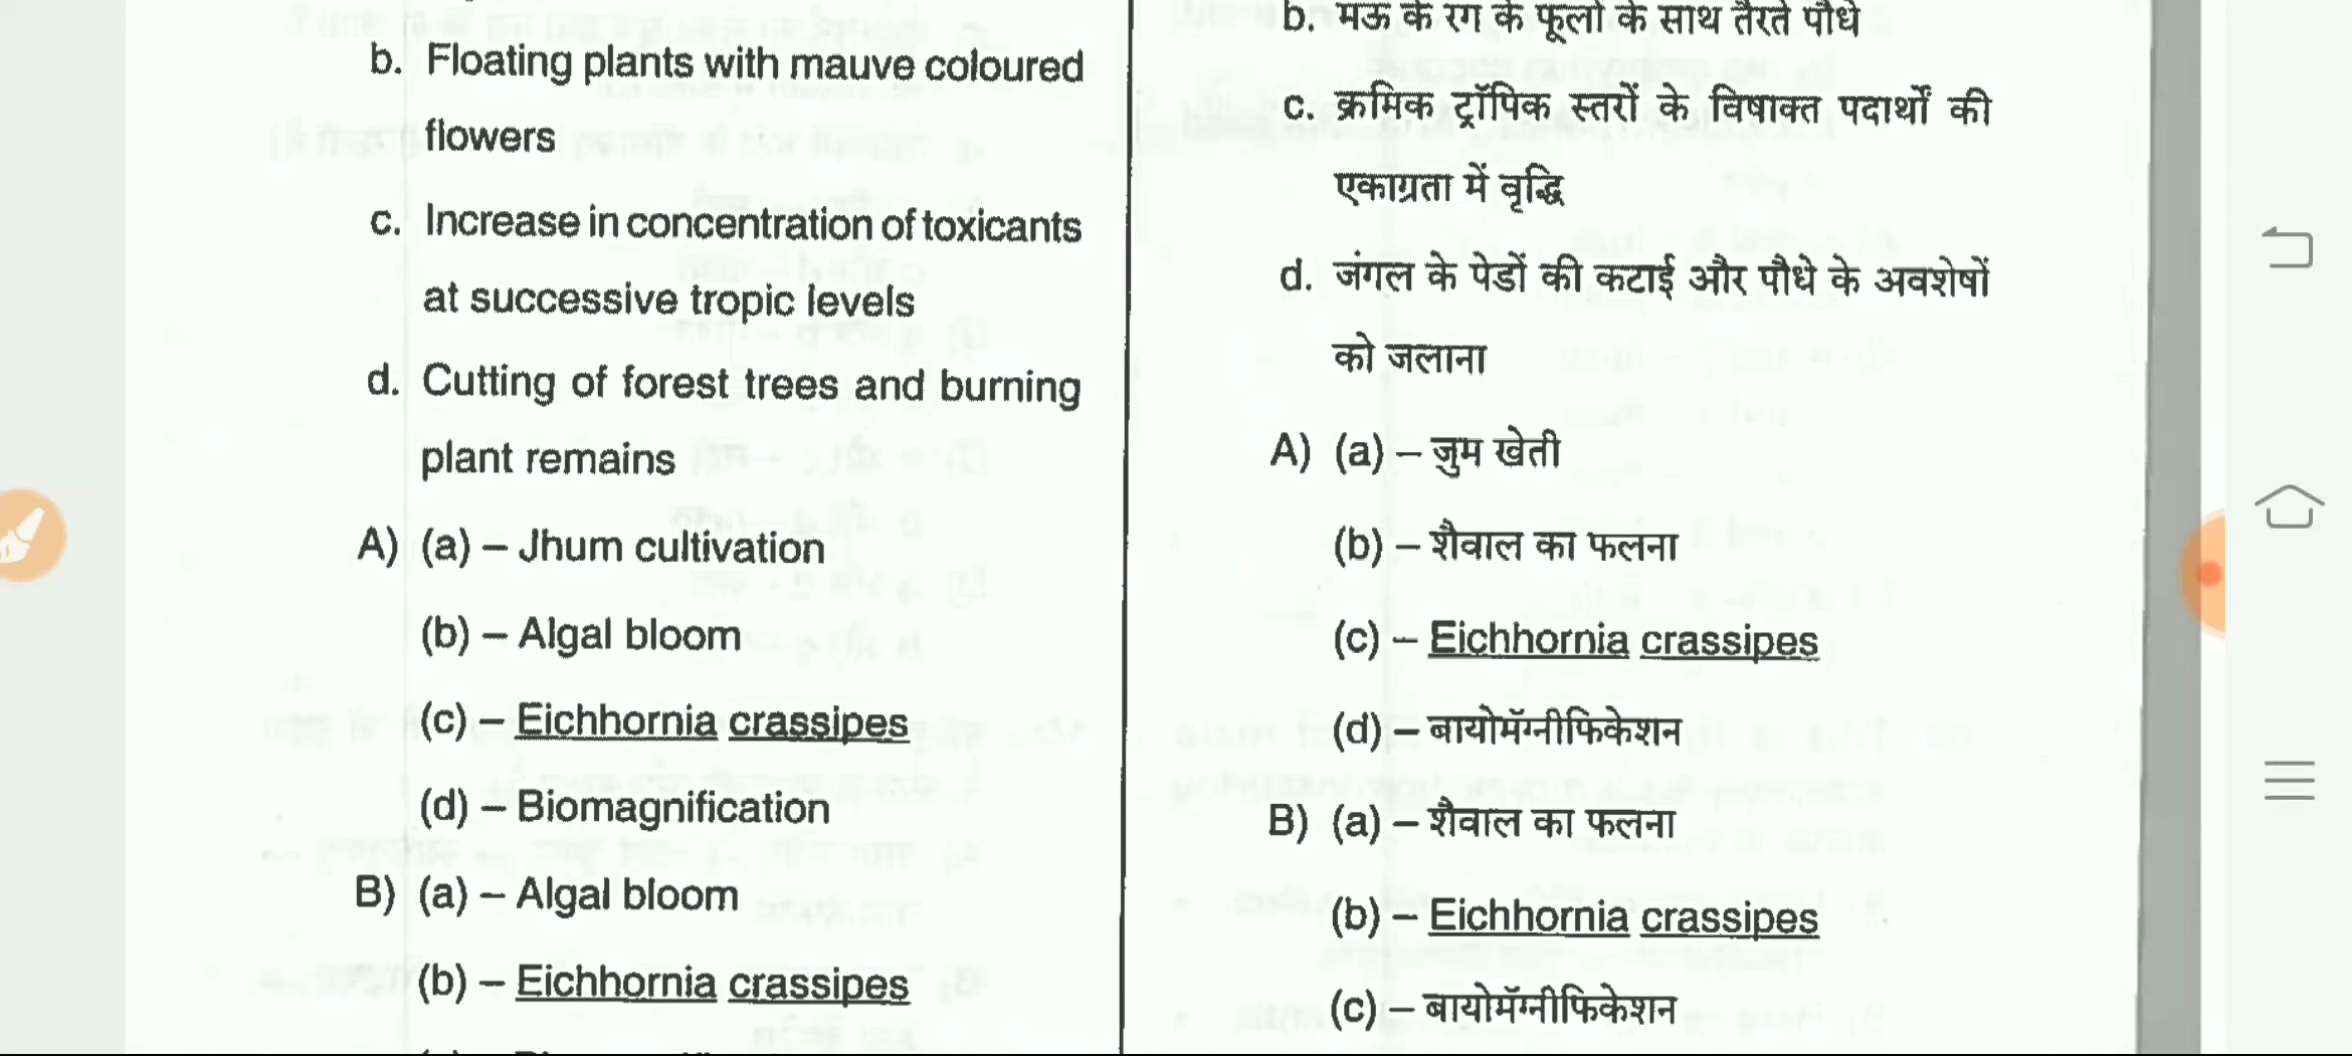 b. Floating plants with mauve coloured
flowers
c. Increase in concentration of toxicants
at successive tropic levels
d. Cutting of forest trees and burning
plant remains
A) (a) – Jhum cultivation
(b) – Algal bloom
(c) – Eichhornia crassipes
(d) – Biomagnification
B) (a) – Algal bloom
(b) – Eichhornia crassipes
b. मऊ के रंग के फूलों के साथ तैरते पौधे
c. क्रमिक ट्रॉपिक स्तरों के विषाक्त पदार्थों की
एकाग्रता में वृद्धि
d. जंगल के पेडों की कटाई और पौधे के अवशेषों
को जलाना
A) (a) – जुम खेती
(b) – शैवाल का फलना
(c) – Eichhornia crassipes
(d) – बायोमॅग्नीफिकेशन
B) (a) – शैवाल का फलना
(b) – Eichhornia crassipes
(c) – बायोमॅग्नीफिकेशन